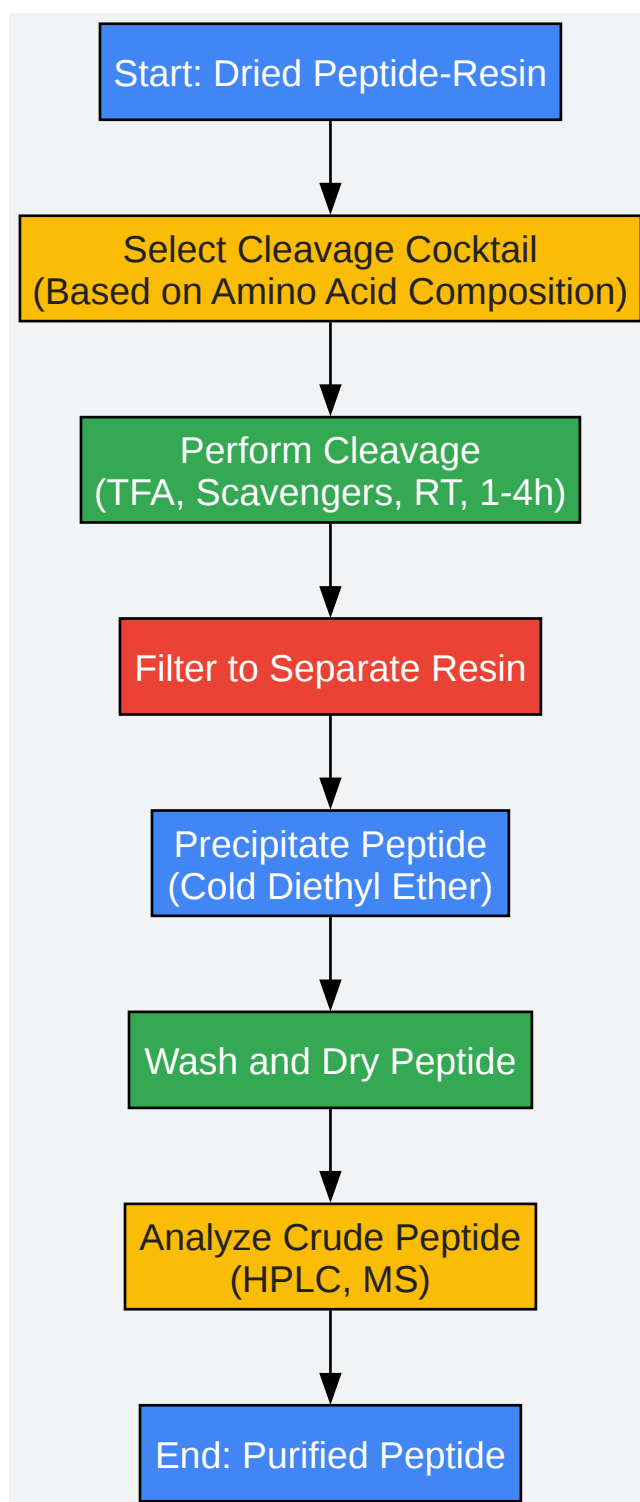 Start: Dried Peptide-Resin
Select Cleavage Cocktail
(Based on Amino Acid Composition)
Perform Cleavage
(TFA, Scavengers, RT, 1-4h)
Filter to Separate Resin
Precipitate Peptide
(Cold Diethyl Ether)
Wash and Dry Peptide
Analyze Crude Peptide
(HPLC, MS)
End: Purified Peptide